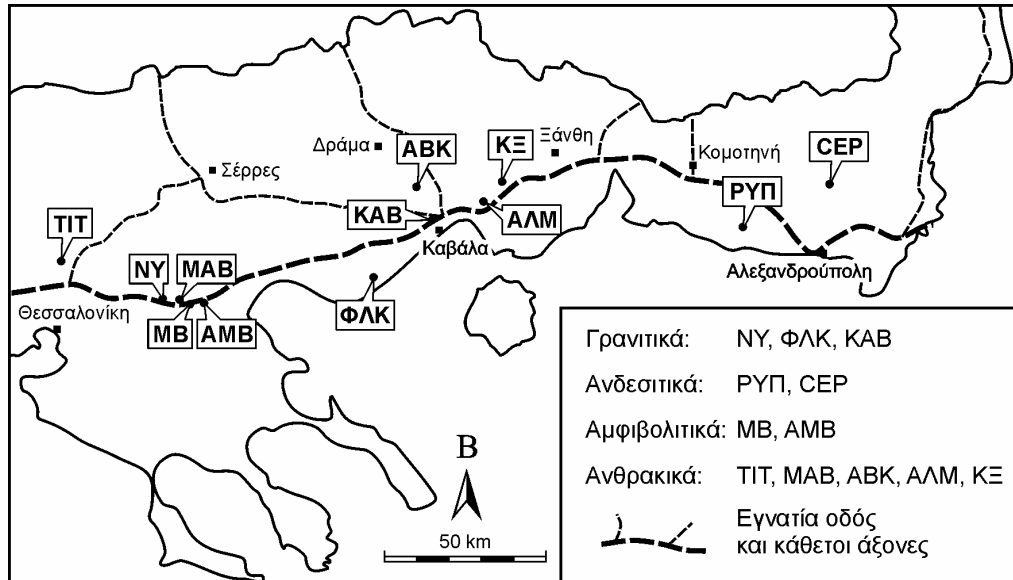 Ξάνθη
Δράμα
ΑΒΚ
ΚΞ
Σέρρες
Κομοτηνή
CEP
ΡΥΠ
ΚΑΒ
ΑΛΜ
Καβάλα
ΤΙΤ
ΝΥ
ΜΑΒ
Αλεξανδρούπολη
Θεσσαλονίκη
ΜΒ
ΑΜΒ
ΦΛΚ
Β
50 km
Γρανιτικά: ΝΥ, ΦΛΚ, ΚΑΒ
Ανδεσιτικά: ΡΥΠ, CEP
Αμφιβολιτικά: ΜΒ, ΑΜΒ
Ανθρακικά: ΤΙΤ, ΜΑΒ, ΑΒΚ, ΑΛΜ, ΚΞ
Εγνατία οδός
και κάθετοι άξονες